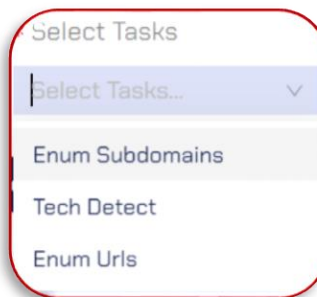 Select Tasks
Select Tasks...
Enum Subdomains
Tech Detect
Enum Urls